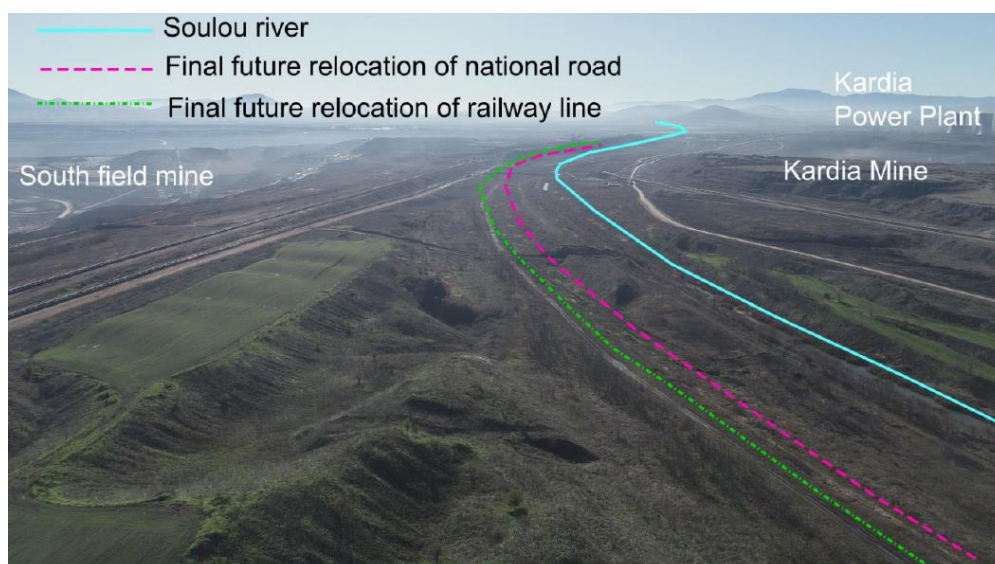 Soulou river
Final future relocation of national road
Final future relocation of railway line
Kardia
Power Plant
South field mine
Kardia Mine